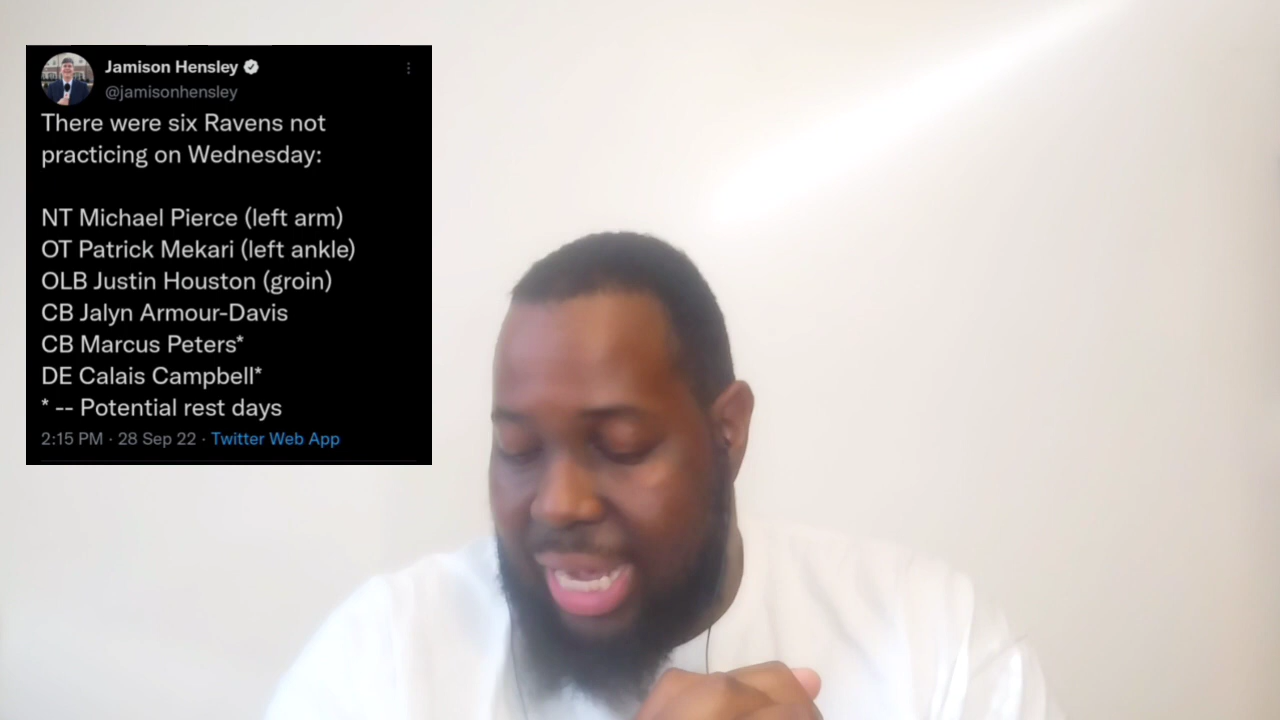 Jamison Hensley
@jamisonhensley
There were six Ravens not
practicing on Wednesday:
NT Michael Pierce (left arm)
OT Patrick Mekari (left ankle)
OLB Justin Houston (groin)
CB Jalyn Armour-Davis
CB Marcus Peters*
DE Calais Campbell*
* -- Potential rest days
2:15 PM · 28 Sep 22 · Twitter Web App